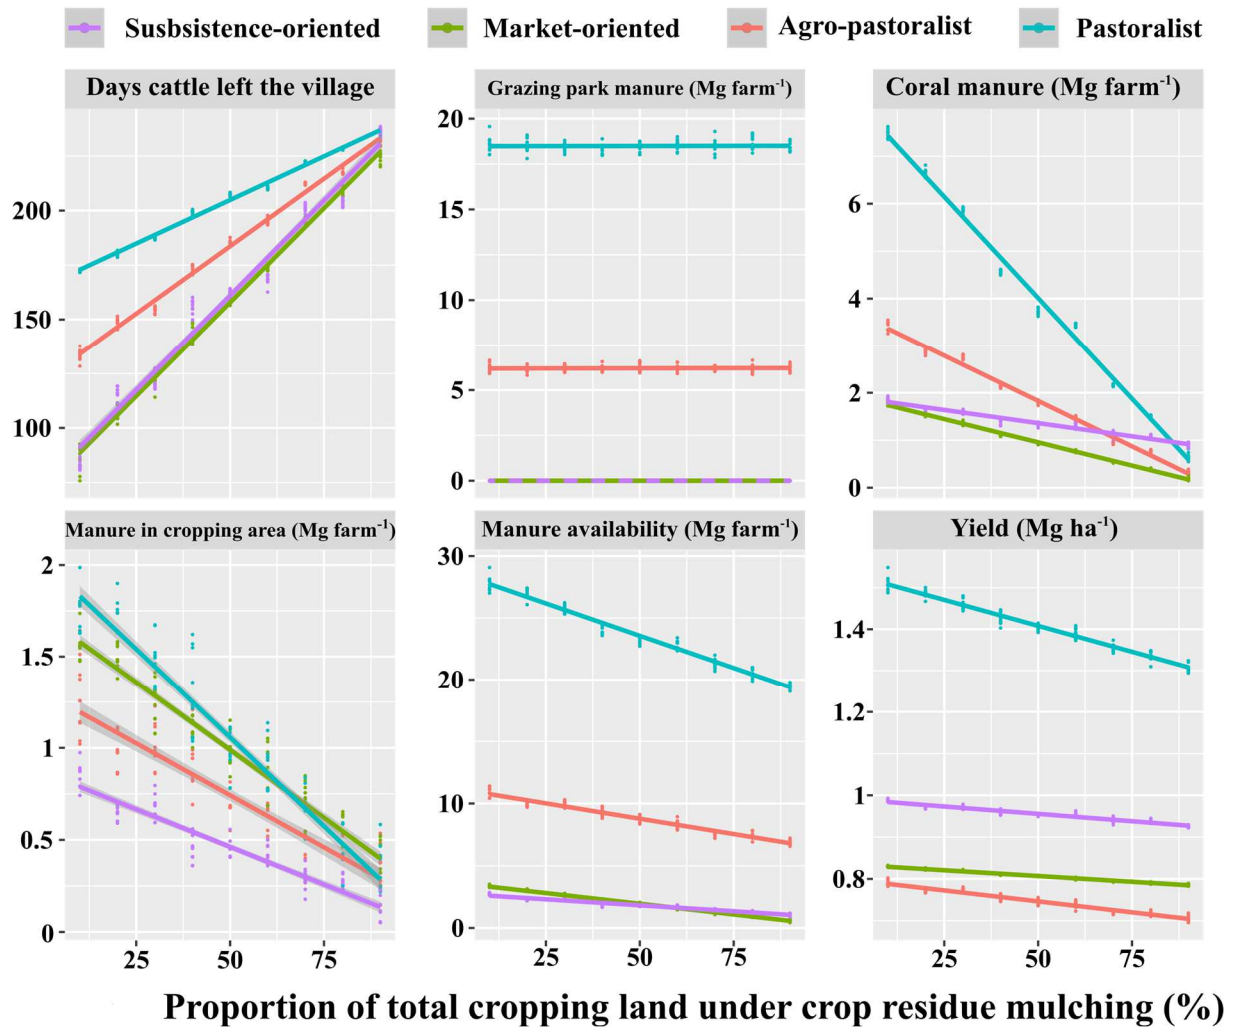 Susbsistence-oriented Market-oriented Agro-pastoralist Pastoralist
Days cattle left the village
200
150
100
Grazing park manure (Mg farm⁻¹)
20
15
10
5
0
Coral manure (Mg farm⁻¹)
6
4
2
0
Manure in cropping area (Mg farm⁻¹)
2
1.5
1
0.5
0
25 50 75
Manure availability (Mg farm⁻¹)
30
20
10
0
25 50 75
Yield (Mg ha⁻¹)
1.4
1.2
1
0.8
25 50 75
Proportion of total cropping land under crop residue mulching (%)